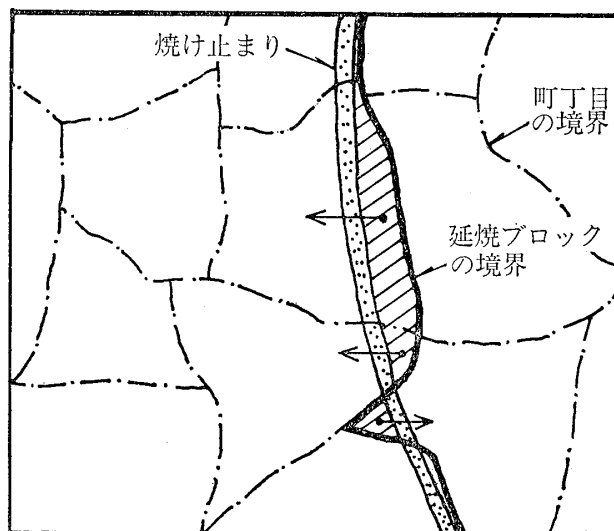 焼け止まり
町丁目
の境界
延焼ブロック
の境界